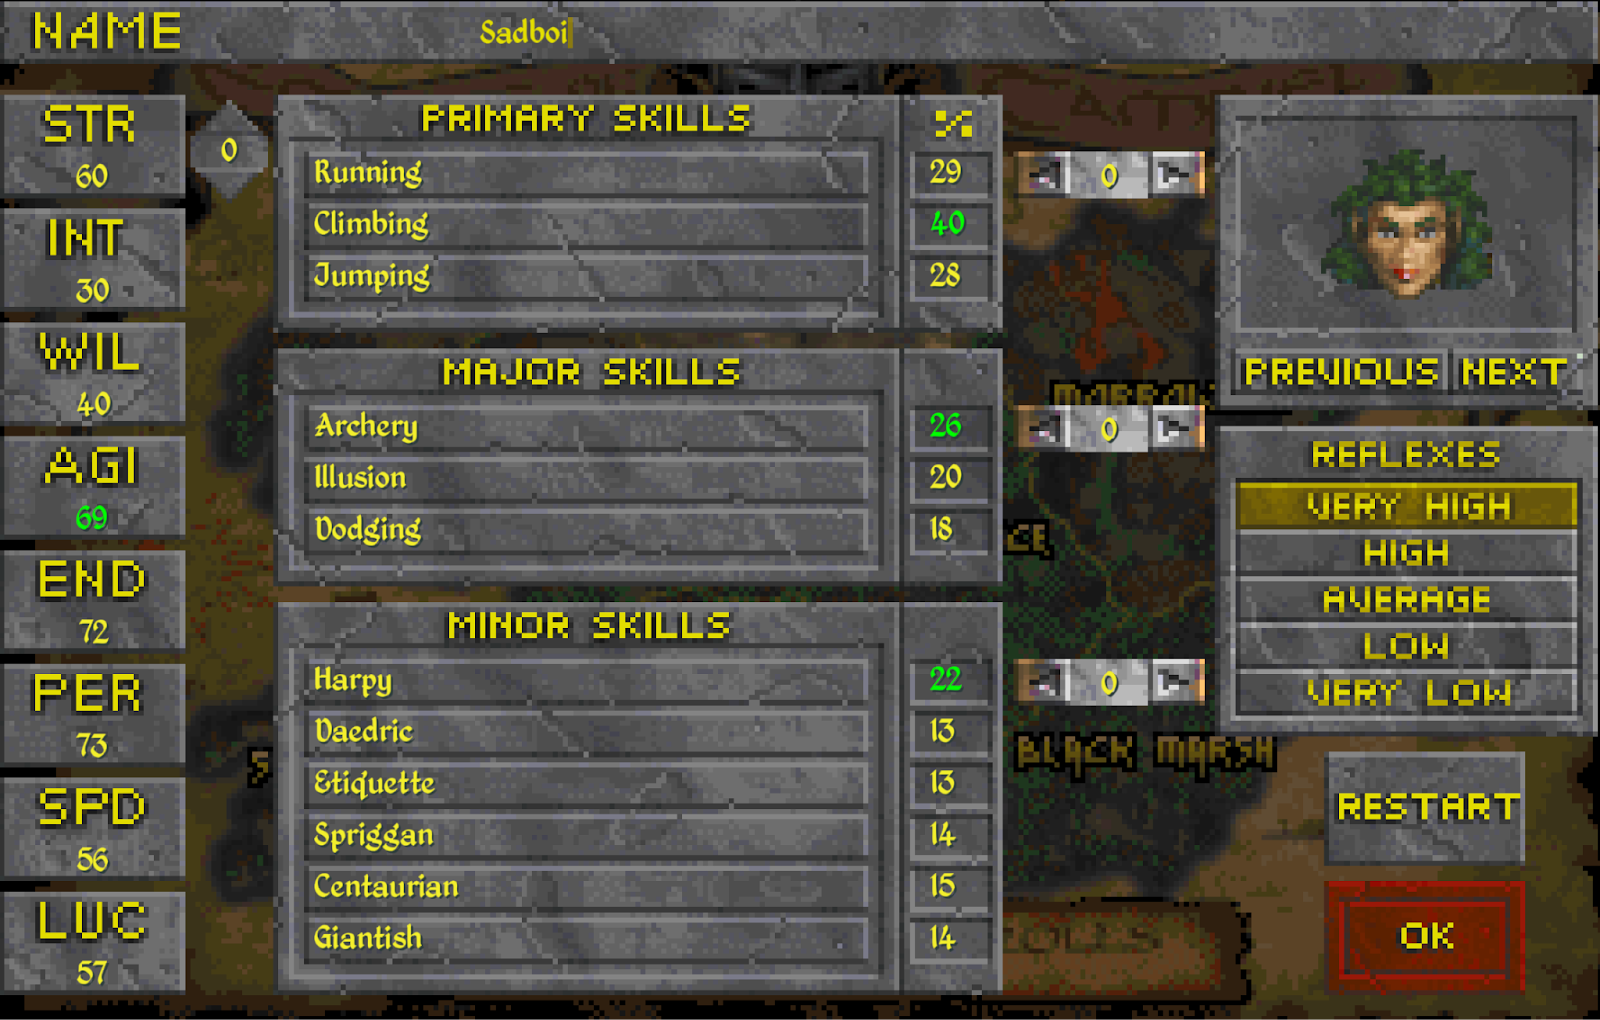 NAME Sadboi
STR
60
0
INT
30
WIL
40
AGI
69
END
72
PER
73
SPD
56
LUC
57
PRIMARY SKILLS %
Running 29 0
Climbing 40
Jumping 28
MAJOR SKILLS
Archery 26 0
Illusion 20
Dodging 18
MINOR SKILLS
Harpy 22 0
Daedric 13
Etiquette 13
Spriggan 14
Centaurian 15
Giantish 14
BLACK MARSH
PREVIOUS NEXT
REFLEXES
VERY HIGH
HIGH
AVERAGE
LOW
VERY LOW
RESTART
OK